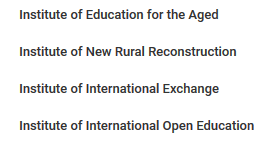 Institute of Education for the Aged
Institute of New Rural Reconstruction
Institute of International Exchange
Institute of International Open Education